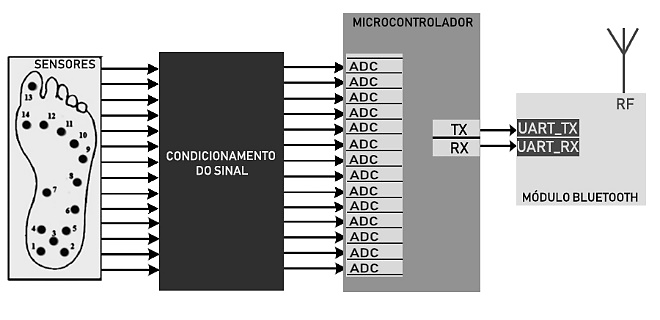 SENSORES
13
14
12
11
10
9
8
7
6
5
4
3
2
1
CONDICIONAMENTO
DO SINAL
MICROCONTROLADOR
ADC
ADC
ADC
ADC
ADC
ADC
ADC
ADC
ADC
ADC
ADC
ADC
ADC
ADC
TX
RX
UART_TX
UART_RX
RF
MÓDULO BLUETOOTH